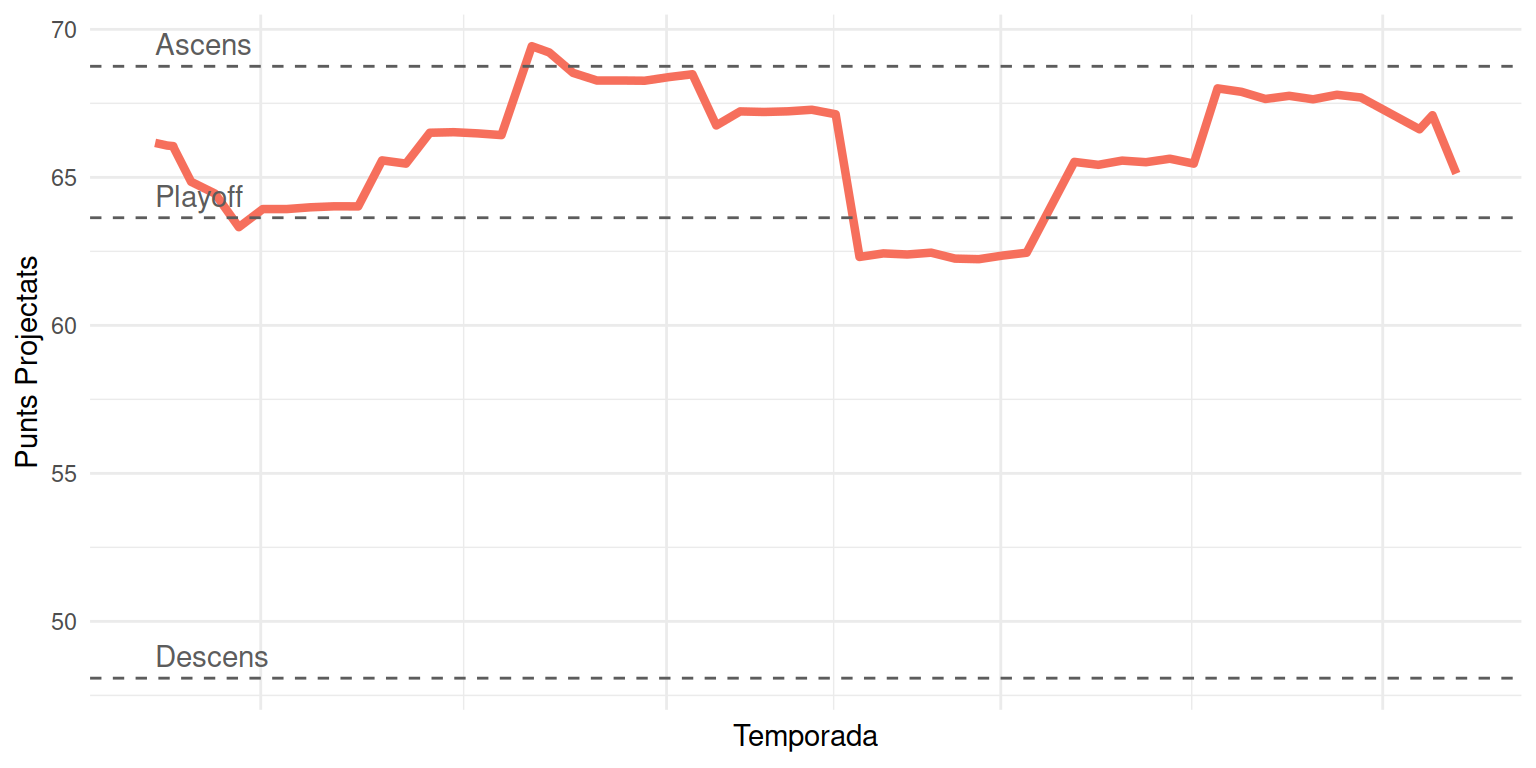 70
Ascens
65
Playoff
60
55
50
Descens
Punts Projectats
Temporada